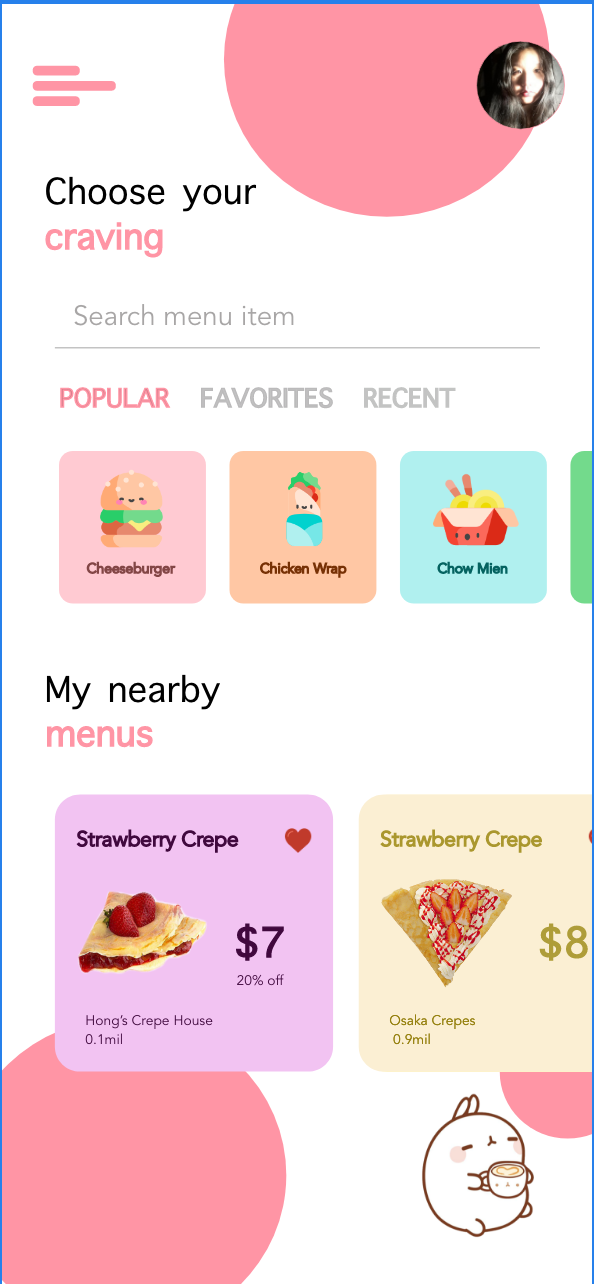 Choose your
craving
Search menu item
POPULAR FAVORITES RECENT
Cheeseburger
Chicken Wrap
Chow Mien
My nearby
menus
Strawberry Crepe
$7
20% off
Hong's Crepe House
0.1mil
Strawberry Crepe
$8
Osaka Crepes
0.9mil